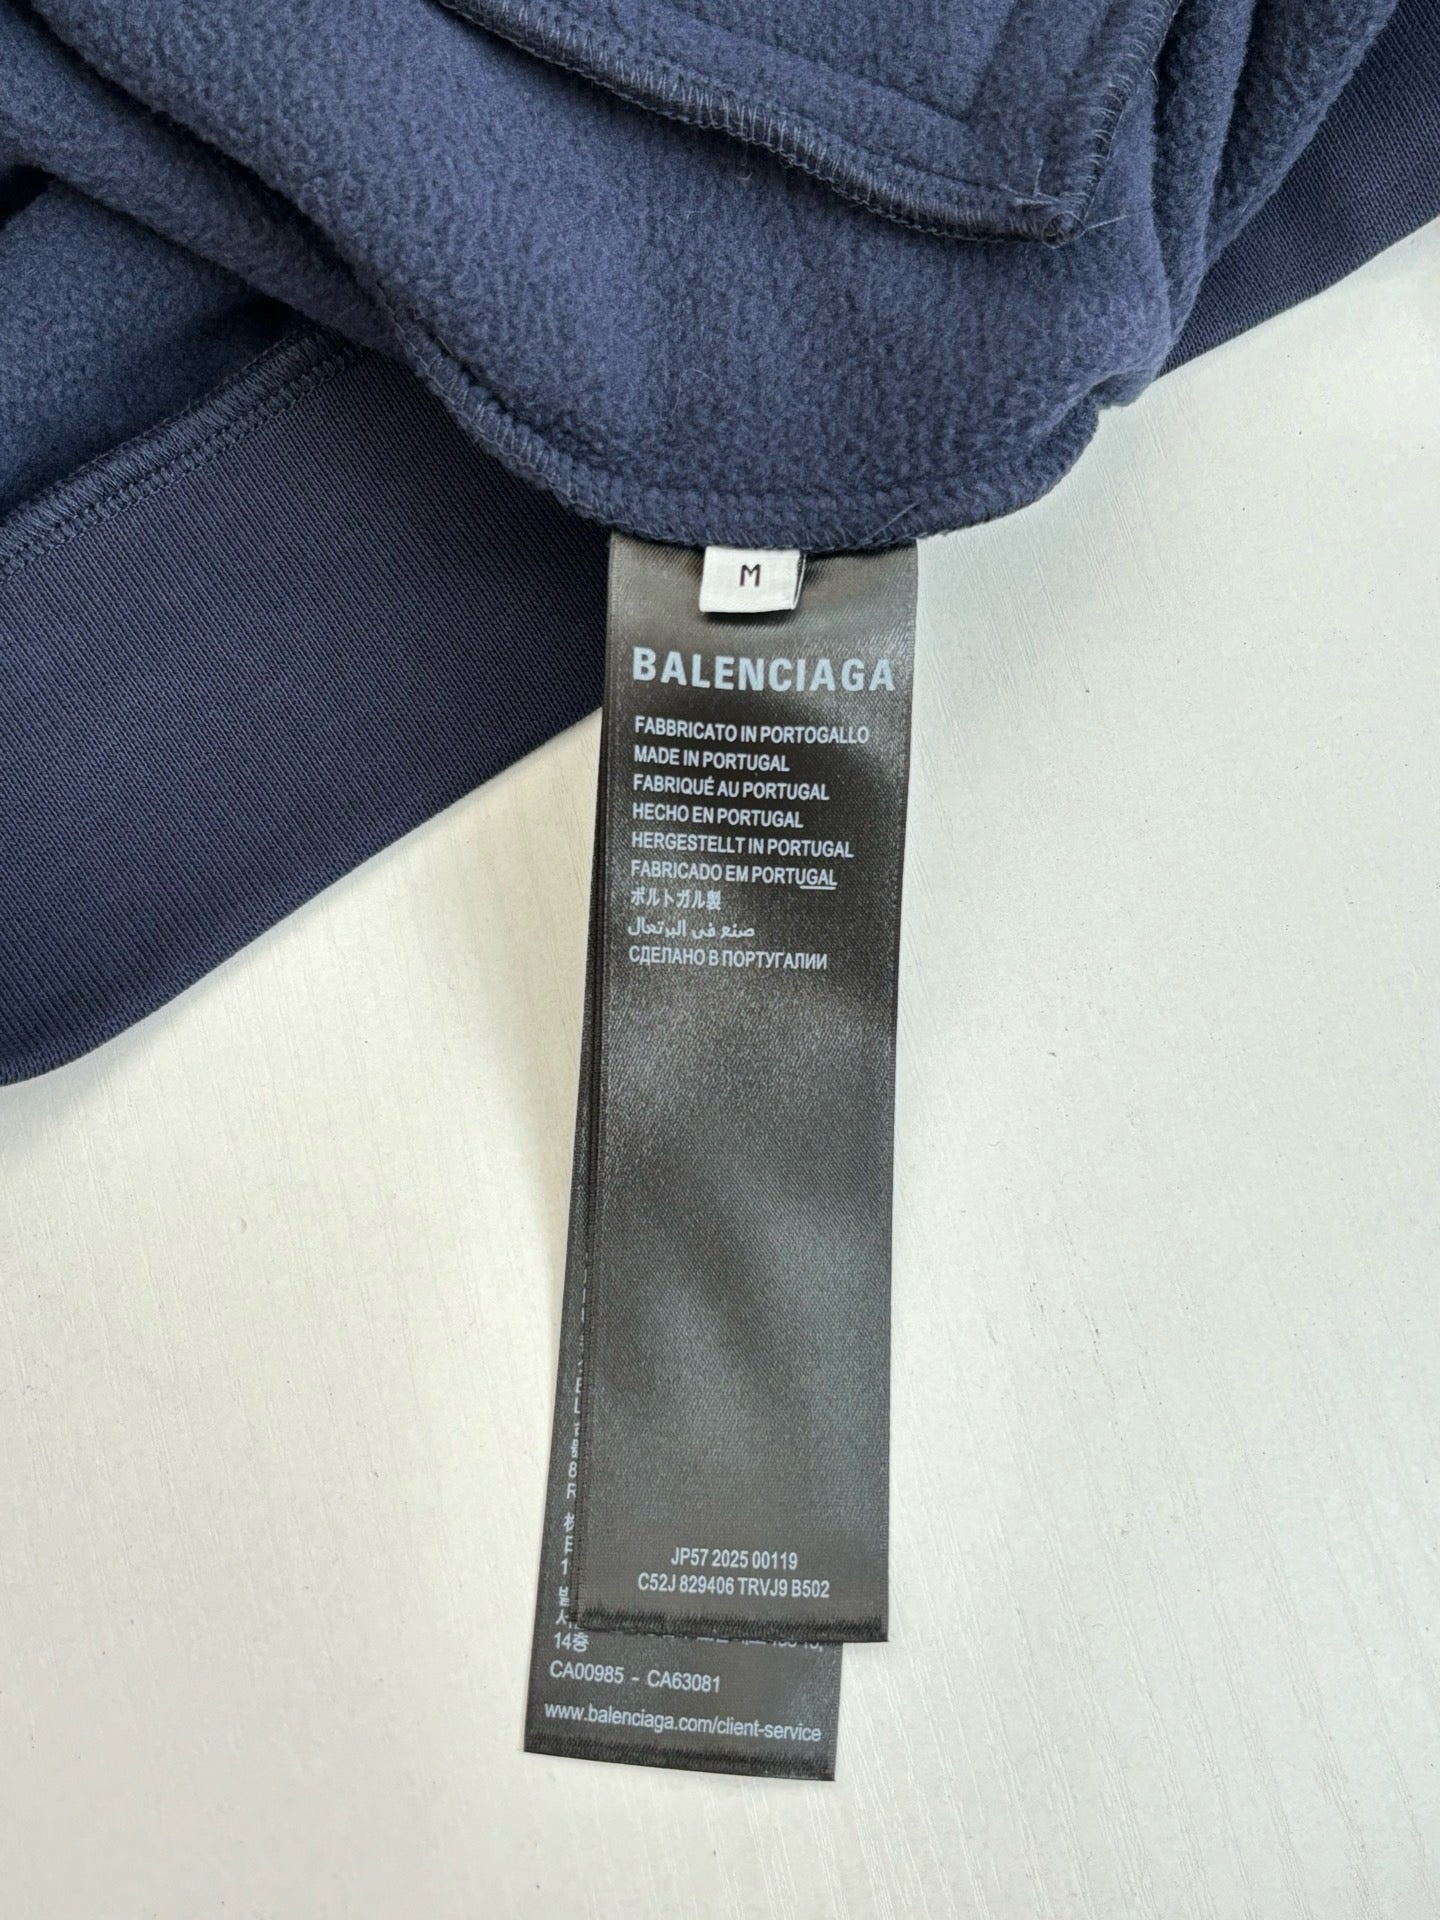 M
BALENCIAGA
FABBRICATO IN PORTOGALLO
MADE IN PORTUGAL
FABRIQUÉ AU PORTUGAL
HECHO EN PORTUGAL
HERGESTELLT IN PORTUGAL
FABRICADO EM PORTUGAL
ポルトガル製
صنع في البرتغال
СДЕЛАНО В ПОРТУГАЛИИ
JP57 2025 00119
C52J 829406 TRVJ9 B502
14층
CA00985 - CA63081
www.balenciaga.com/client-service